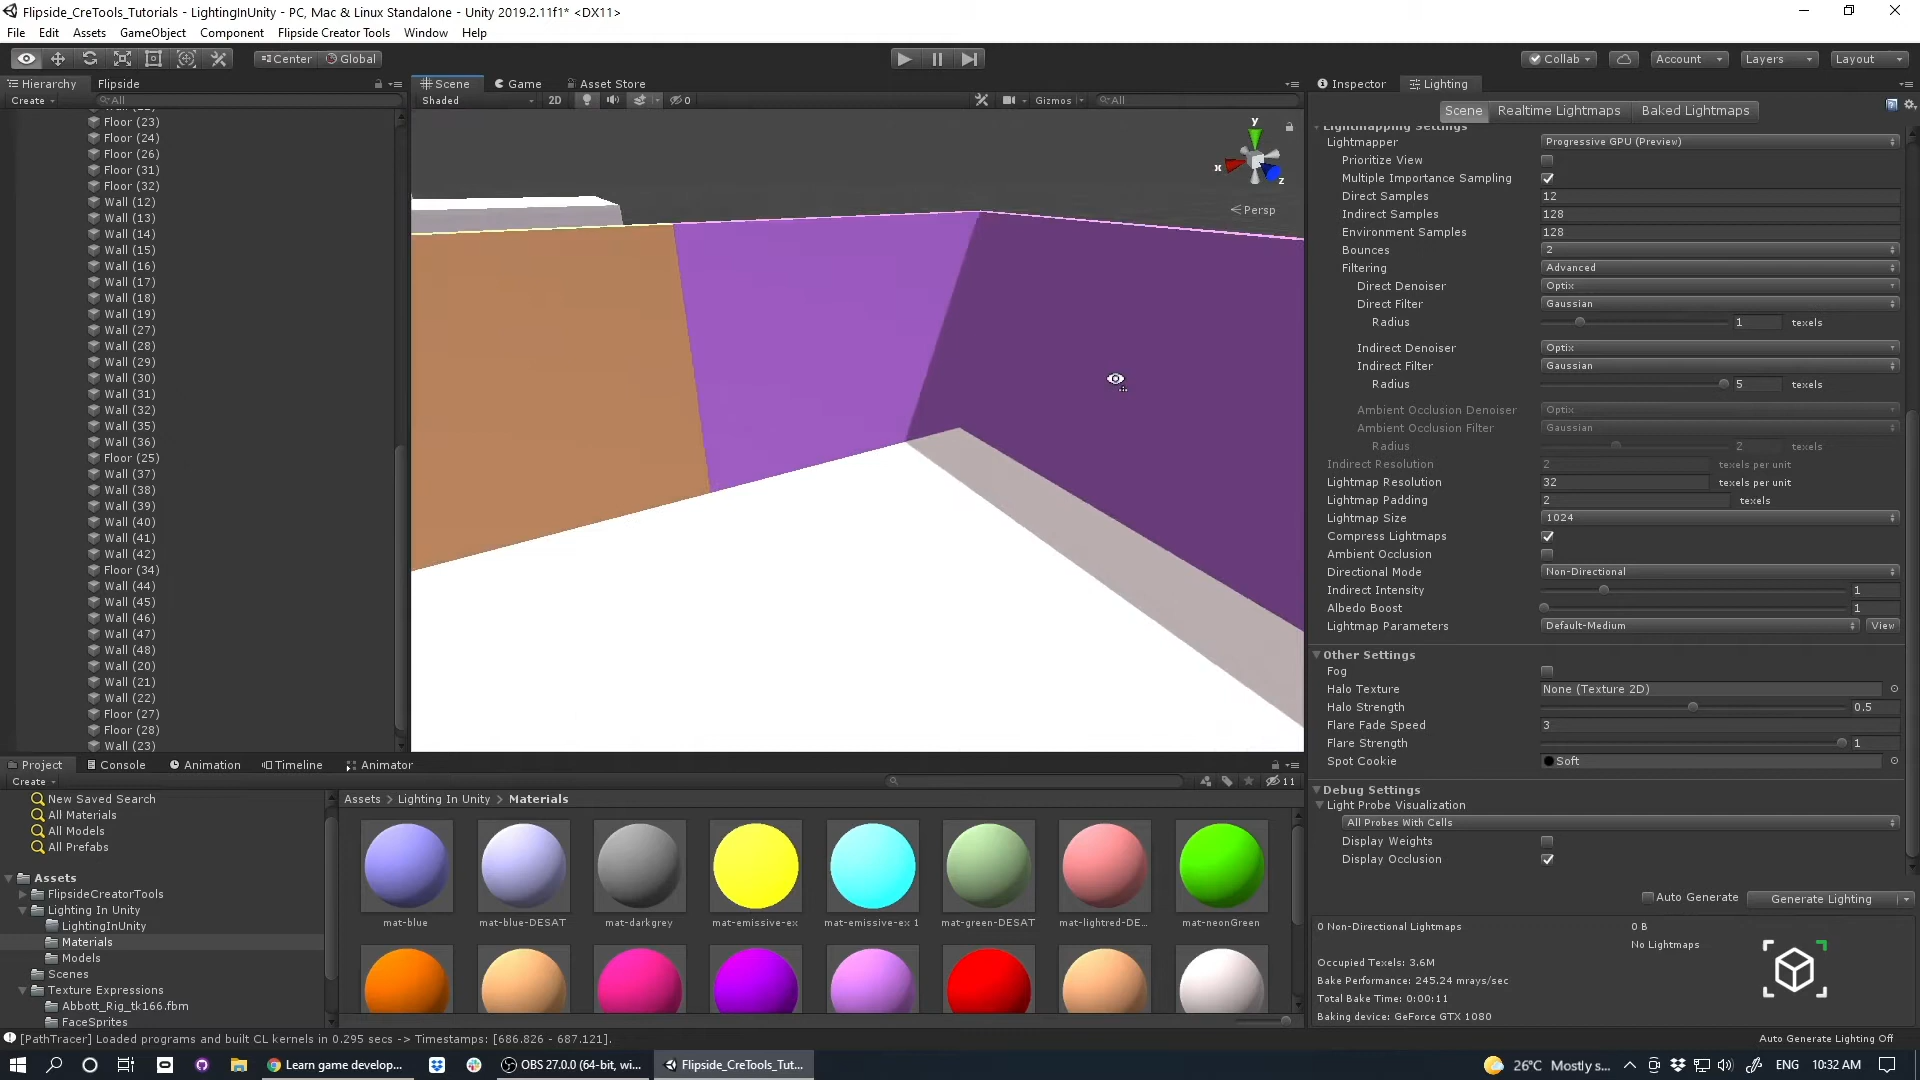 Flipside_CreTools_Tutorials - LightingInUnity - PC, Mac & Linux Standalone - Unity 2019.2.11f1* <DX11>
File Edit Assets GameObject Component Flipside Creator Tools Window Help
Center Global Collab Account Layers Layout
Hierarchy Flipside
Create All
Floor (23)
Floor (24)
Floor (26)
Floor (31)
Floor (32)
Wall (12)
Wall (13)
Wall (14)
Wall (15)
Wall (16)
Wall (17)
Wall (18)
Wall (19)
Wall (27)
Wall (28)
Wall (29)
Wall (30)
Wall (31)
Wall (32)
Wall (35)
Wall (36)
Floor (25)
Wall (37)
Wall (38)
Wall (39)
Wall (40)
Wall (41)
Wall (42)
Floor (34)
Wall (44)
Wall (45)
Wall (46)
Wall (47)
Wall (48)
Wall (20)
Wall (21)
Wall (22)
Floor (27)
Floor (28)
Wall (23)
Scene Game Asset Store
Shaded 2D 0 Gizmos All
y
x
z
Persp
Inspector Lighting
Scene Realtime Lightmaps Baked Lightmaps
Lightmapping Settings
Lightmapper Progressive GPU (Preview)
Prioritize View
Multiple Importance Sampling
Direct Samples 12
Indirect Samples 128
Environment Samples 128
Bounces 2
Filtering Advanced
Direct Denoiser Optix
Direct Filter Gaussian
Radius 1 texels
Indirect Denoiser Optix
Indirect Filter Gaussian
Radius 5 texels
Ambient Occlusion Denoiser Optix
Ambient Occlusion Filter Gaussian
Radius 2 texels
Indirect Resolution 2 texels per unit
Lightmap Resolution 32 texels per unit
Lightmap Padding 2 texels
Lightmap Size 1024
Compress Lightmaps
Ambient Occlusion
Directional Mode Non-Directional
Indirect Intensity 1
Albedo Boost 1
Lightmap Parameters Default-Medium View
Other Settings
Fog
Halo Texture None (Texture 2D)
Halo Strength 0.5
Flare Fade Speed 3
Flare Strength 1
Spot Cookie Soft
Debug Settings
Light Probe Visualization
All Probes With Cells
Display Weights
Display Occlusion
Auto Generate Generate Lighting
0 Non-Directional Lightmaps 0 B
No Lightmaps
Occupied Texels: 3.6M
Bake Performance: 245.24 mrays/sec
Total Bake Time: 0:00:11
Baking device: GeForce GTX 1080
Project Console Animation Timeline Animator
Create 11
New Saved Search
All Materials
All Models
All Prefabs
Assets
FlipsideCreatorTools
Lighting In Unity
LightingInUnity
Materials
Models
Scenes
Texture Expressions
Abbott_Rig_tk166.fbm
FaceSprites
Assets > Lighting In Unity > Materials
mat-blue mat-blue-DESAT mat-darkgrey mat-emissive-ex mat-emissive-ex 1 mat-green-DESAT mat-lightred-DE... mat-neonGreen
[PathTracer] Loaded programs and built CL kernels in 0.295 secs -> Timestamps: [686.826 - 687.121].
Auto Generate Lighting Off
Learn game develop... OBS 27.0.0 (64-bit, wi... Flipside_CreTools_Tut... 26°C Mostly s... ENG 10:32 AM